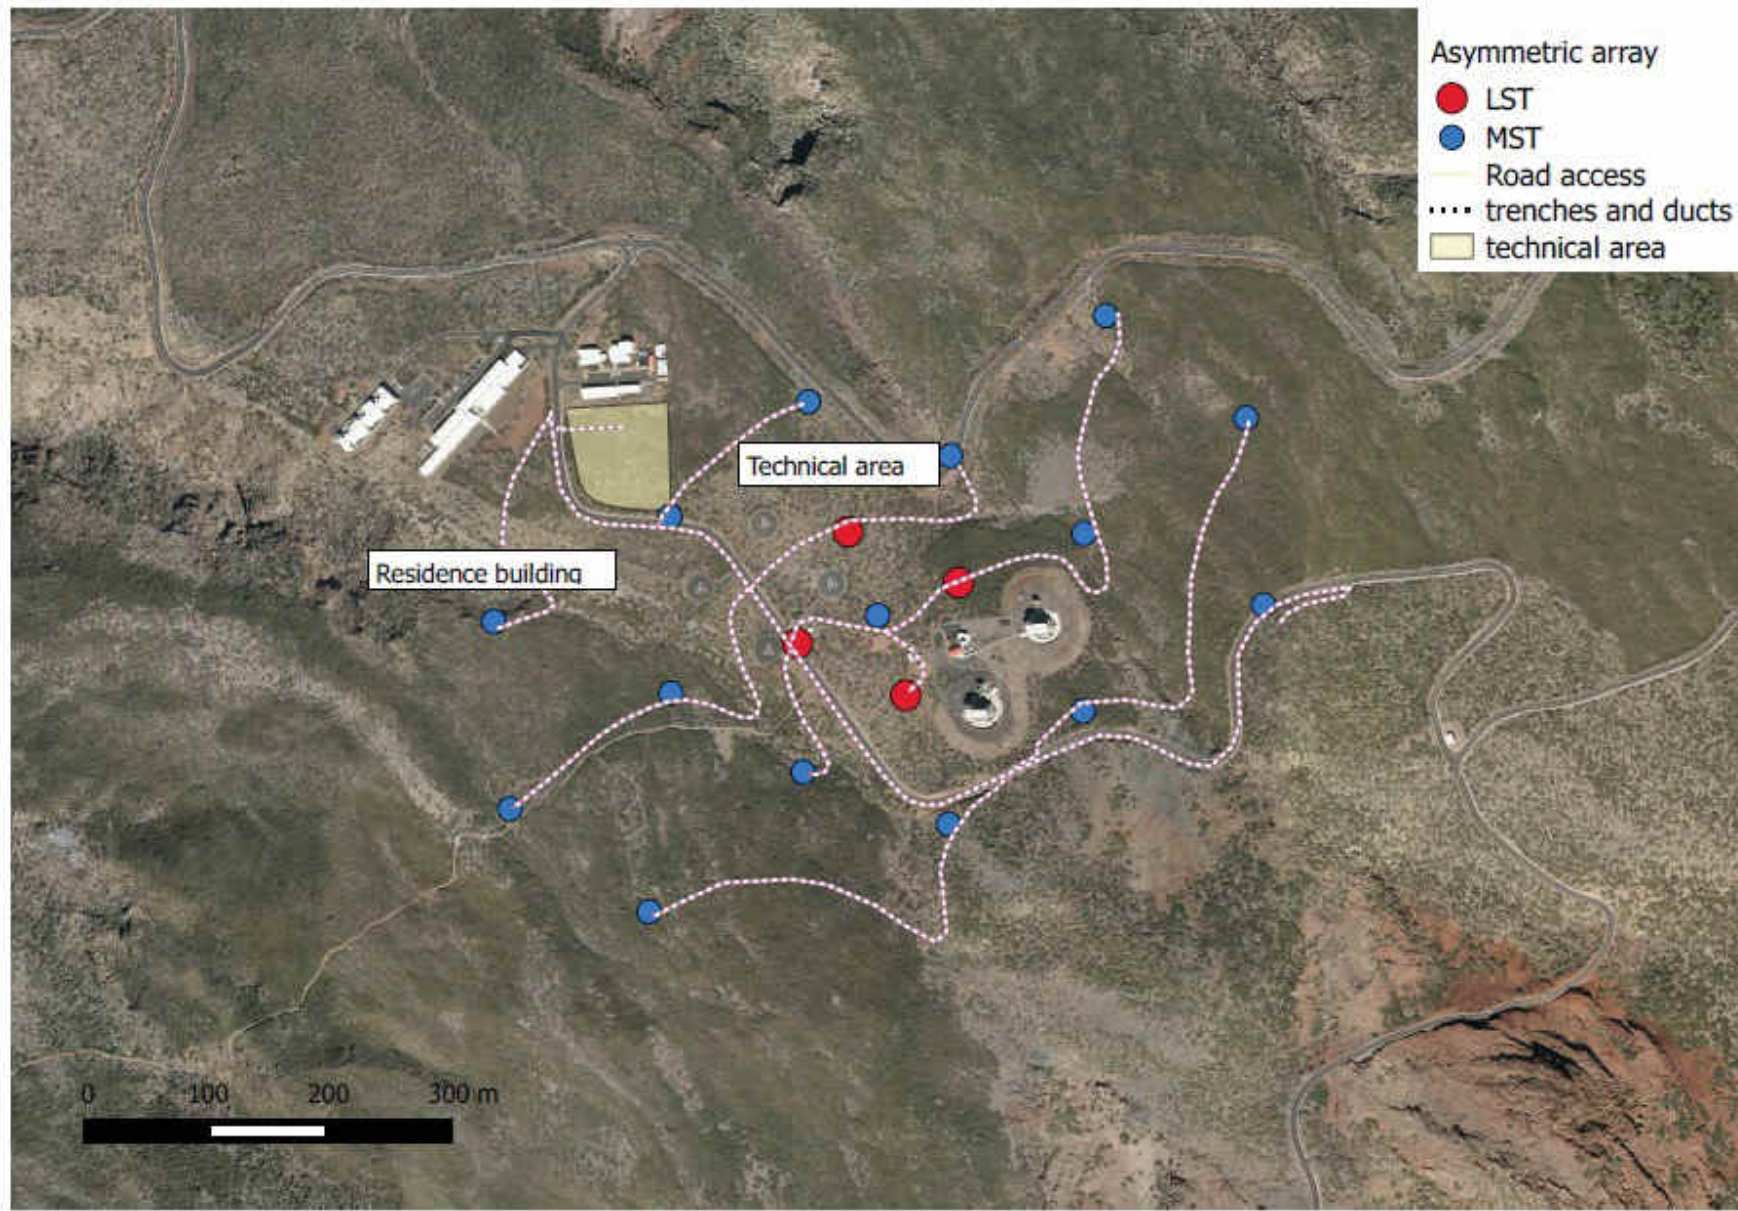 Asymmetric array
LST
MST
Road access
trenches and ducts
technical area
Technical area
Residence building
0 100 200 300 m